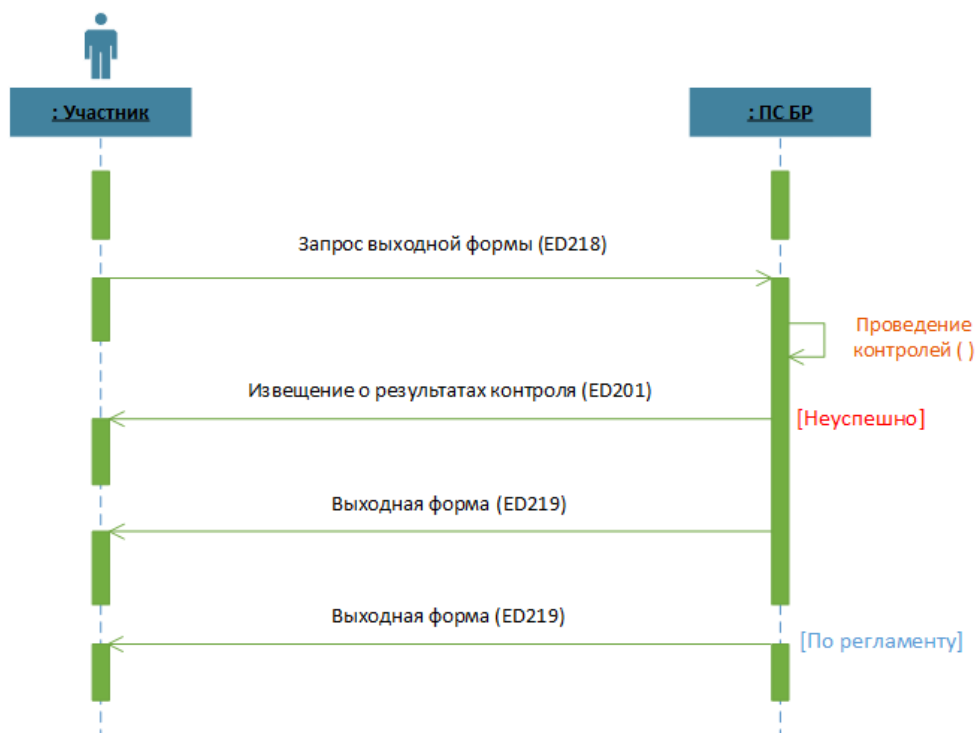 : Участник
: ПС БР
Запрос выходной формы (ED218)
Проведение
контролей ( )
Извещение о результатах контроля (ED201)
[Неуспешно]
Выходная форма (ED219)
Выходная форма (ED219)
[По регламенту]